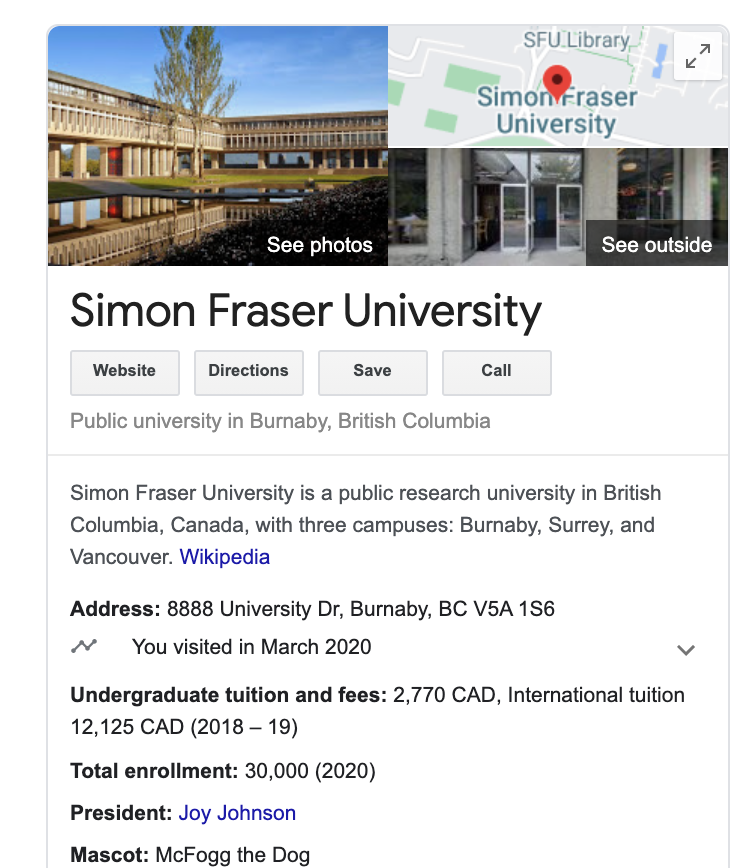 SFU Library
Simon Fraser
University
See photos
See outside
Simon Fraser University
Website
Directions
Save
Call
Public university in Burnaby, British Columbia
Simon Fraser University is a public research university in British
Columbia, Canada, with three campuses: Burnaby, Surrey, and
Vancouver. Wikipedia
Address: 8888 University Dr, Burnaby, BC V5A 1S6
You visited in March 2020
Undergraduate tuition and fees: 2,770 CAD, International tuition
12,125 CAD (2018 – 19)
Total enrollment: 30,000 (2020)
President: Joy Johnson
Mascot: McFogg the Dog